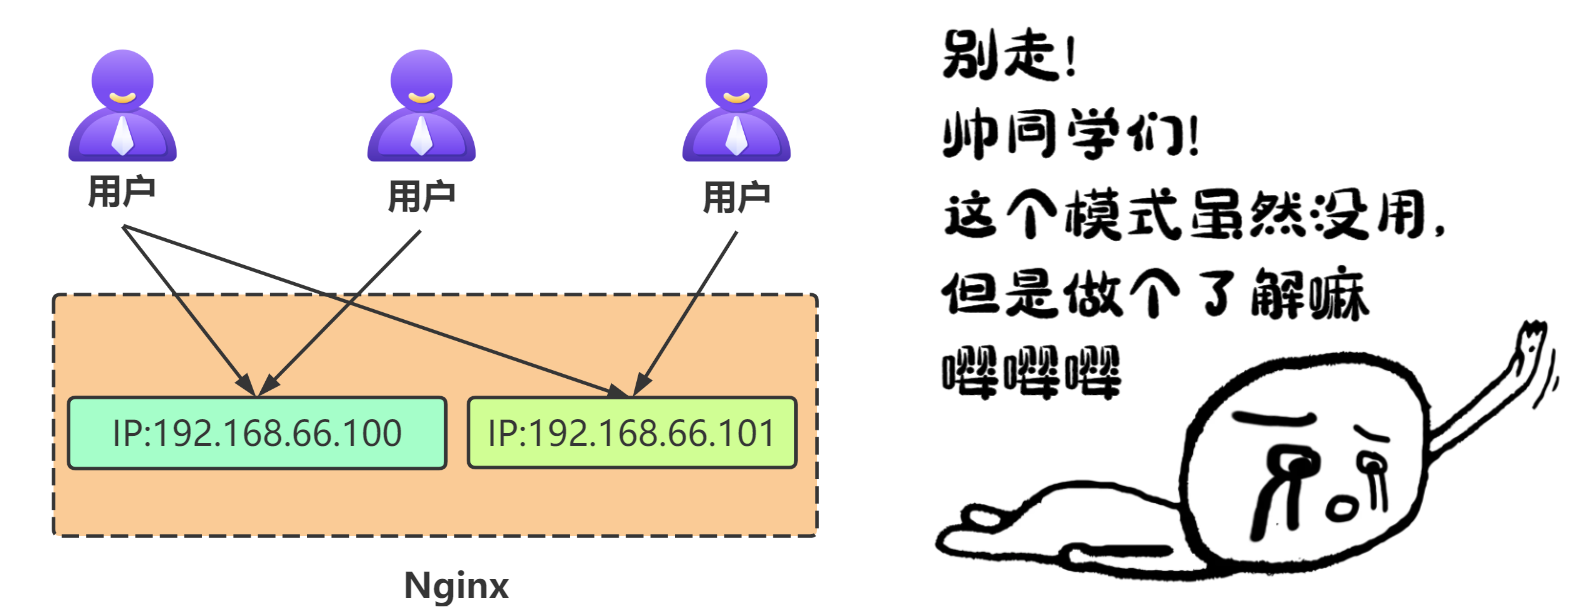 用户
用户
用户
IP:192.168.66.100
IP:192.168.66.101
Nginx
别走!
帅同学们!
这个模式虽然没用,
但是做个了解嘛
嘤嘤嘤